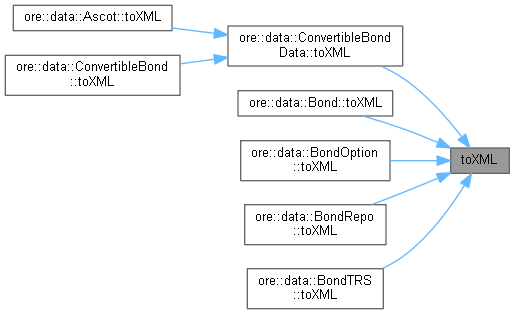 ore::data::Ascot::toXML
ore::data::ConvertibleBond
::toXML
ore::data::ConvertibleBond
Data::toXML
ore::data::Bond::toXML
ore::data::BondOption
::toXML
ore::data::BondRepo
::toXML
ore::data::BondTRS
::toXML
toXML